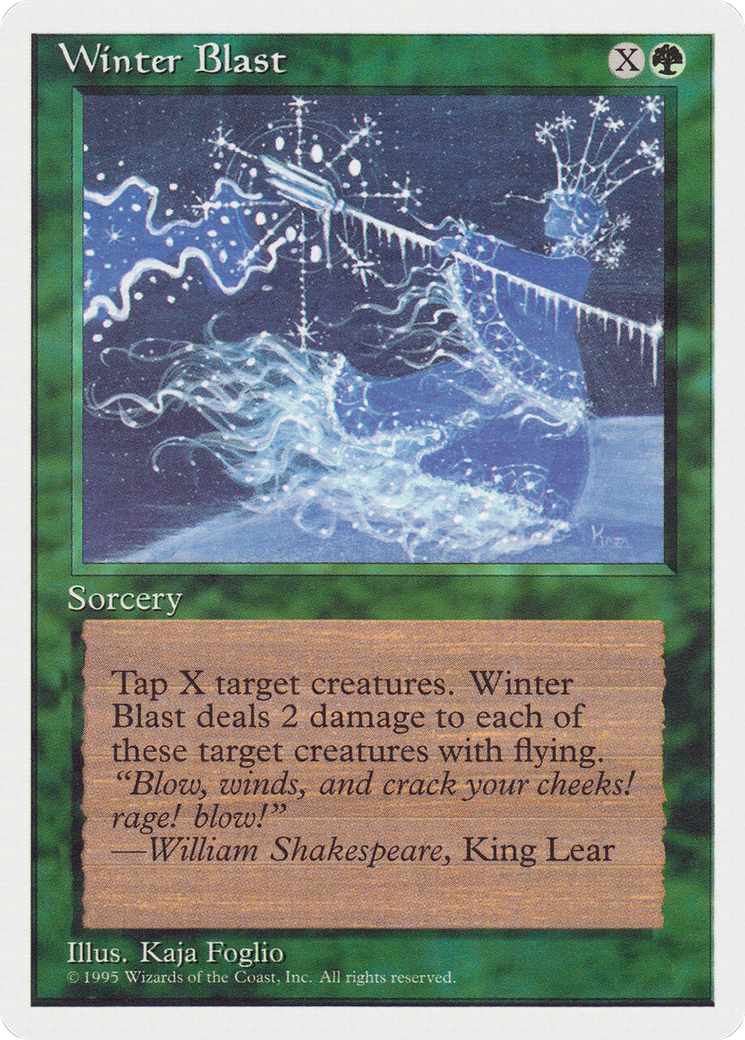 Winter Blast X
Sorcery
Tap X target creatures. Winter
Blast deals 2 damage to each of
these target creatures with flying.
“Blow, winds, and crack your cheeks!
rage! blow!”
—William Shakespeare, King Lear
Kaja
Illus. Kaja Foglio
© 1995 Wizards of the Coast, Inc. All rights reserved.